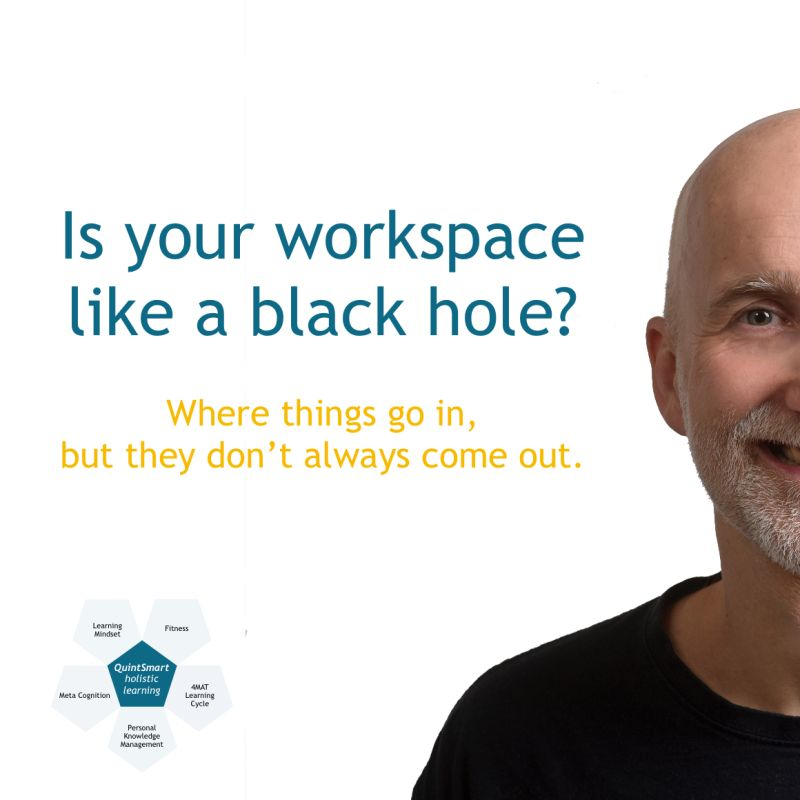 Is your workspace
like a black hole?
Where things go in,
but they don’t always come out.
Learning
Mindset
Fitness
QuintSmart
holistic
learning
Meta Cognition
4MAT
Learning
Cycle
Personal
Knowledge
Management